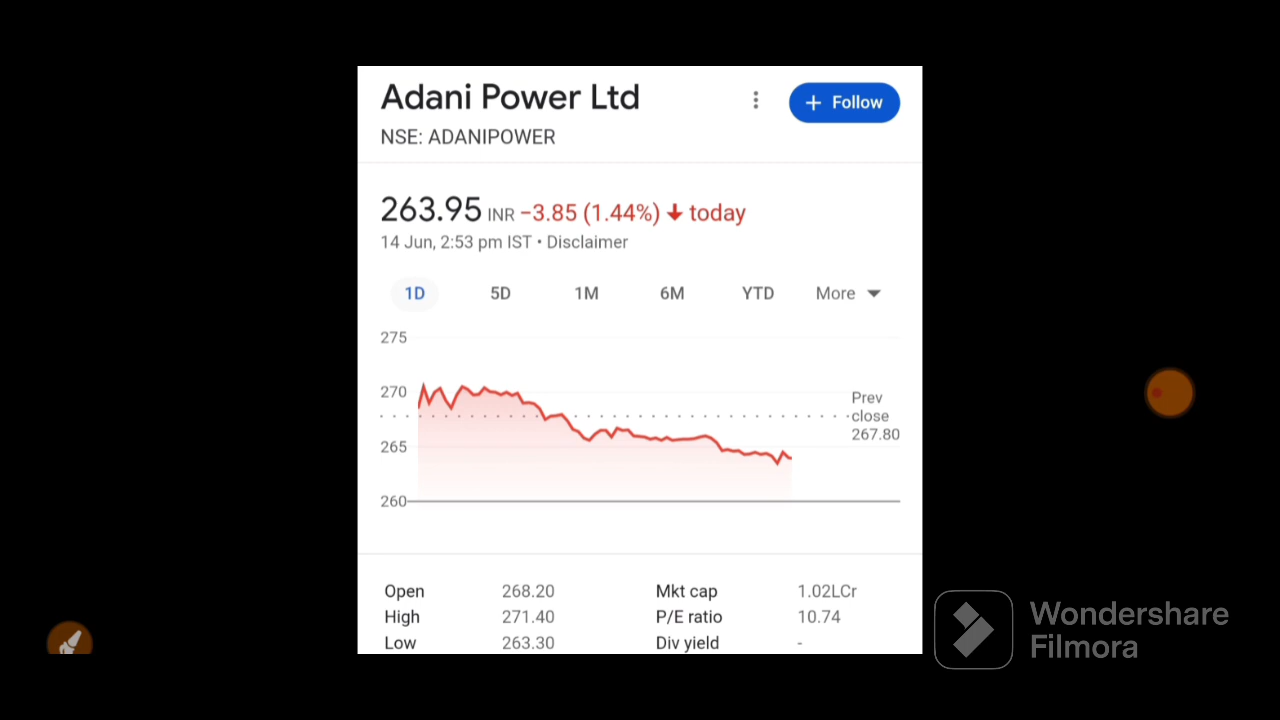 Adani Power Ltd
+ Follow
NSE: ADANIPOWER
263.95 INR −3.85 (1.44%) ↓ today
14 Jun, 2:53 pm IST • Disclaimer
1D 5D 1M 6M YTD More
275
270
265
260
Prev
close
267.80
Open 268.20 Mkt cap 1.02LCr
High 271.40 P/E ratio 10.74
Low 263.30 Div yield -
Wondershare
Filmora